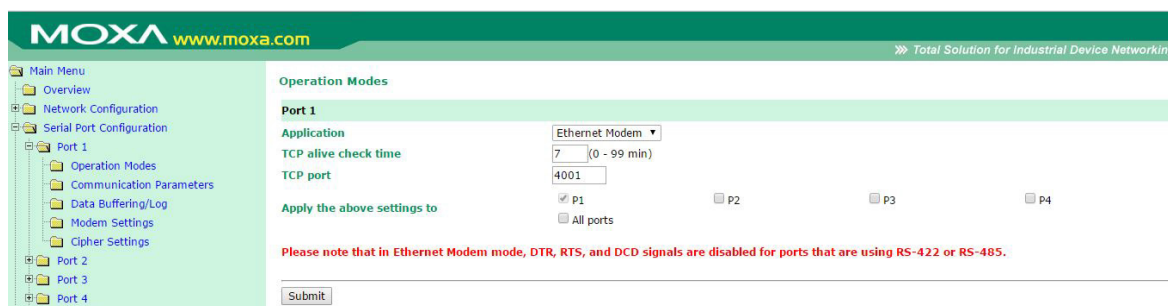 MOXA www.moxa.com
Total Solution for Industrial Device Networkin
Main Menu
Overview
Network Configuration
Serial Port Configuration
Port 1
Operation Modes
Communication Parameters
Data Buffering/Log
Modem Settings
Cipher Settings
Port 2
Port 3
Port 4
Operation Modes
Port 1
Application Ethernet Modem
TCP alive check time 7 (0 - 99 min)
TCP port 4001
Apply the above settings to P1 P2 P3 P4
All ports
Please note that in Ethernet Modem mode, DTR, RTS, and DCD signals are disabled for ports that are using RS-422 or RS-485.
Submit